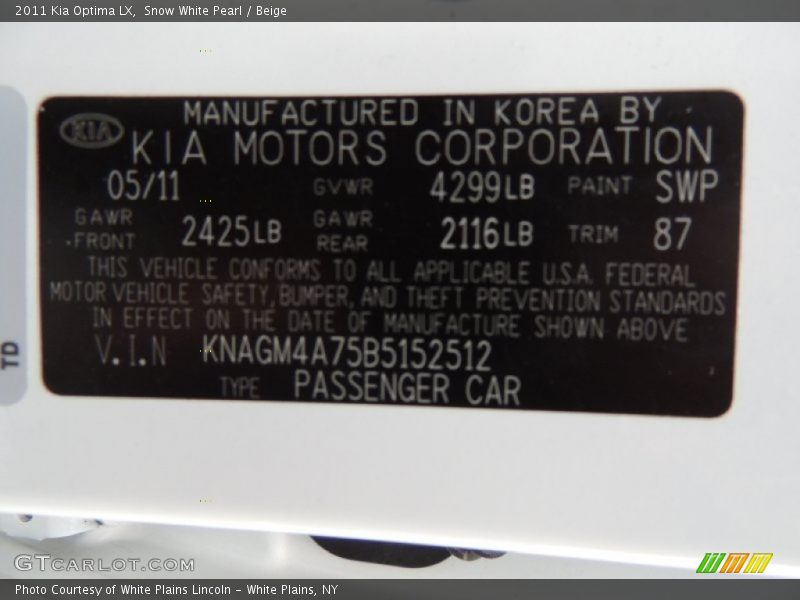 2011 Kia Optima LX, Snow White Pearl / Beige
MANUFACTURED IN KOREA BY
KIA
KIA MOTORS CORPORATION
05/11 GVWR 4299LB PAINT SWP
GAWR FRONT 2425LB GAWR REAR 2116LB TRIM 87
THIS VEHICLE CONFORMS TO ALL APPLICABLE U.S.A. FEDERAL
MOTOR VEHICLE SAFETY, BUMPER, AND THEFT PREVENTION STANDARDS
IN EFFECT ON THE DATE OF MANUFACTURE SHOWN ABOVE
V.I.N KNAGM4A75B5152512
TYPE PASSENGER CAR
TD
GTCARLOT.COM
Photo Courtesy of White Plains Lincoln - White Plains, NY